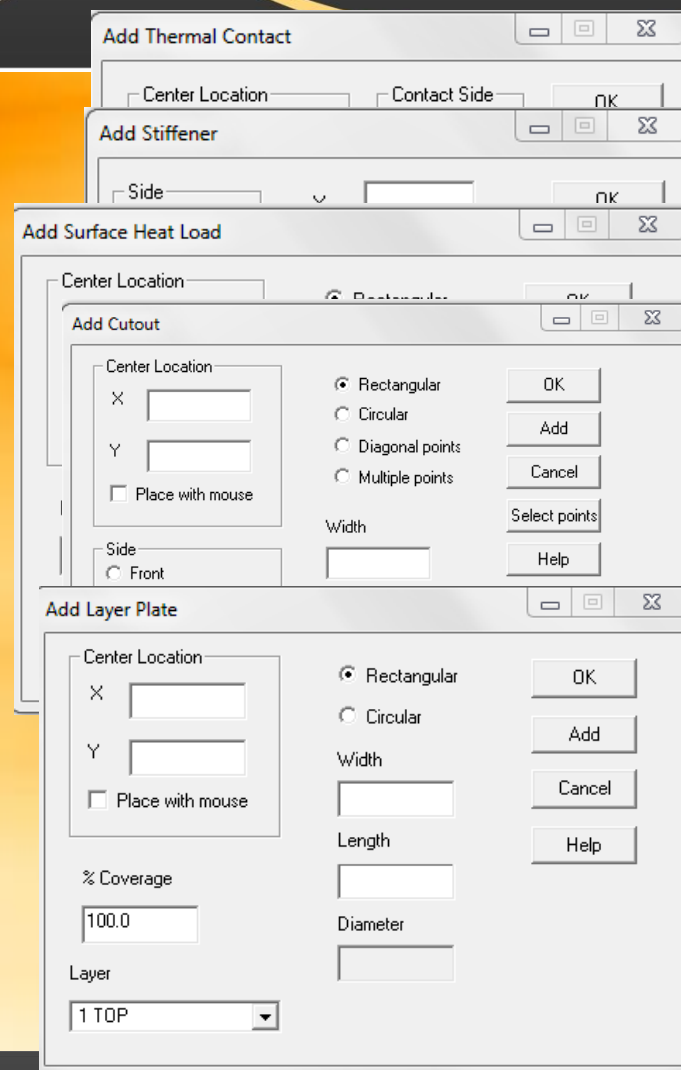 Add Thermal Contact
Center Location
Contact Side
OK
Add Stiffener
Side
OK
Add Surface Heat Load
Center Location
Rectangular
OK
Add Cutout
Center Location
X
Y
Place with mouse
Side
Front
Rectangular
Circular
Diagonal points
Multiple points
Width
OK
Add
Cancel
Select points
Help
Add Layer Plate
Center Location
X
Y
Place with mouse
% Coverage
100.0
Layer
1 TOP
Rectangular
Circular
Width
Length
Diameter
OK
Add
Cancel
Help